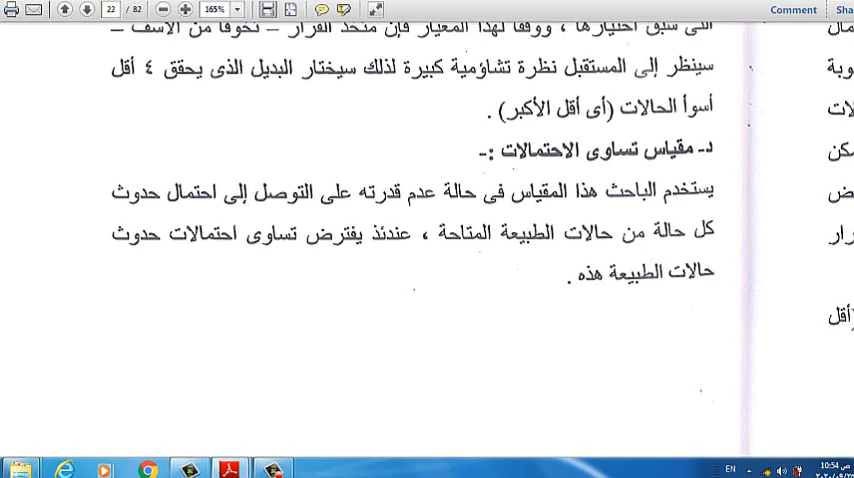 22 / 82 165% Comment
التى سبق اختيارها ، ووفقا لهذا المعيار فإن متخذ القرار – تخوفا من الأسف –
سينظر إلى المستقبل نظرة تشاؤمية كبيرة لذلك سيختار البديل الذى يحقق ٤ أقل
أسوأ الحالات (أى أقل الأكبر) .
د- مقياس تساوى الاحتمالات :-
يستخدم الباحث هذا المقياس فى حالة عدم قدرته على التوصل إلى احتمال حدوث
كل حالة من حالات الطبيعة المتاحة ، عندئذ يفترض تساوى احتمالات حدوث
حالات الطبيعة هذه .
EN
10:54 ص